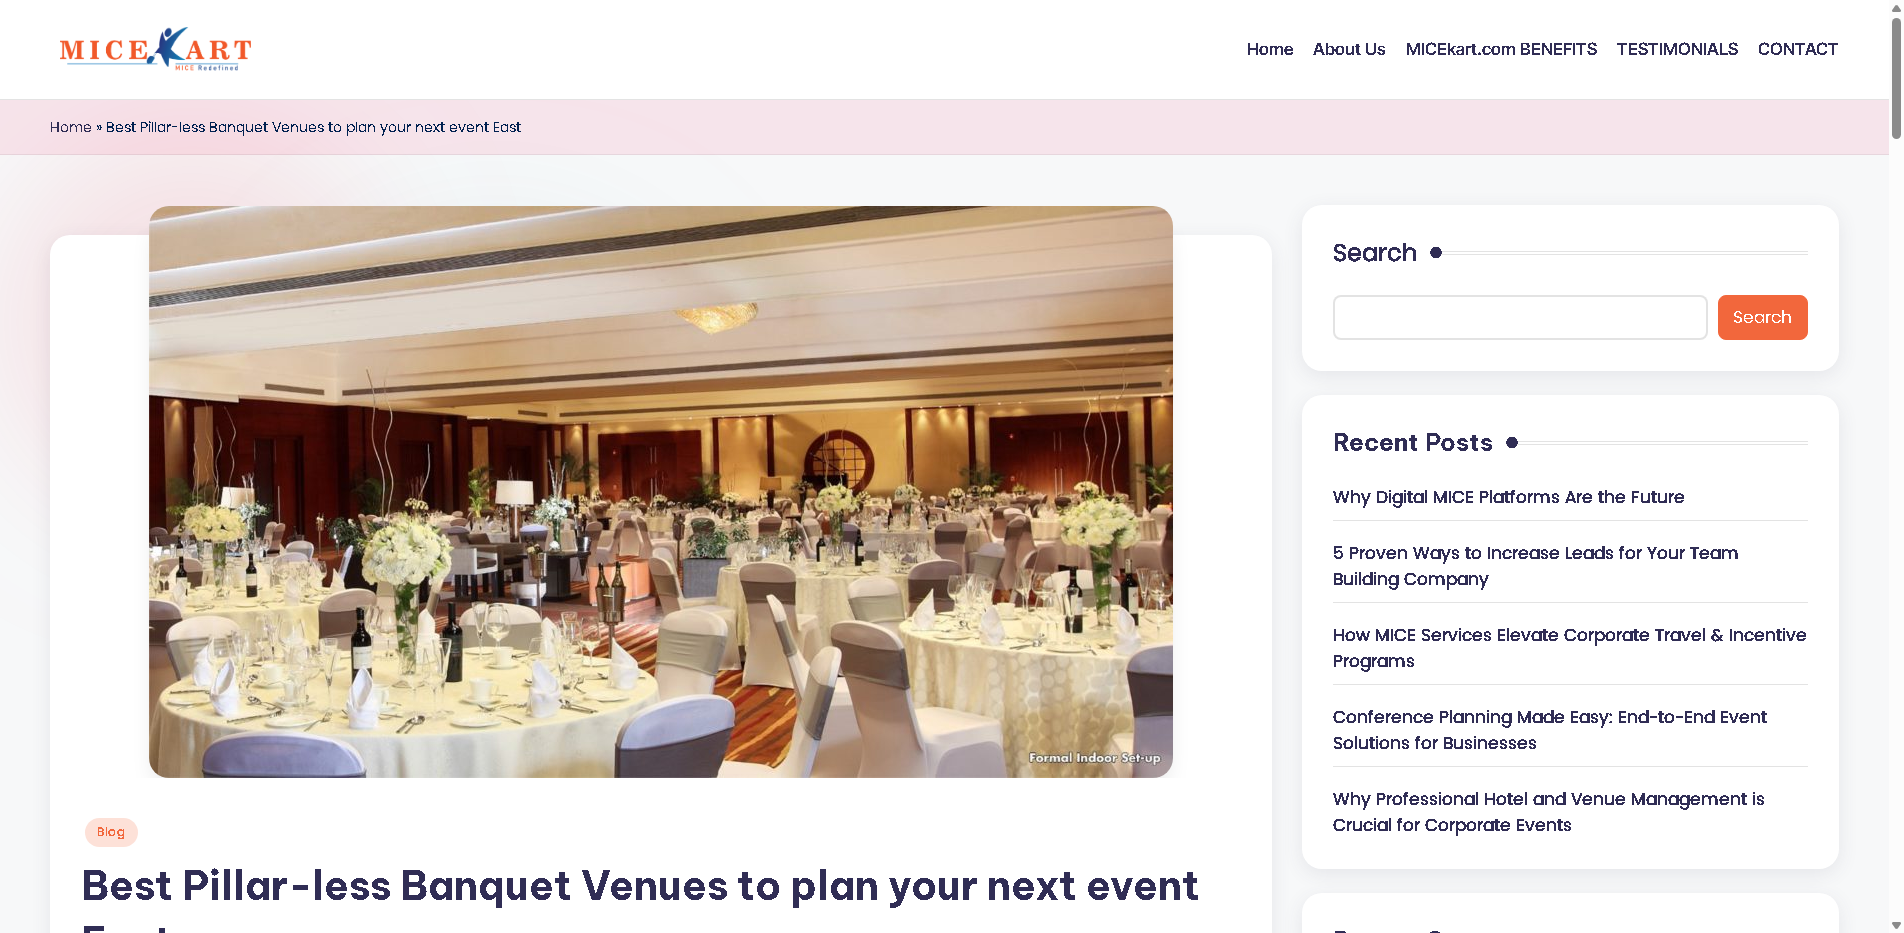 MICEKART
MICE Redefined
Home About Us MICEkart.com BENEFITS TESTIMONIALS CONTACT
Home » Best Pillar-less Banquet Venues to plan your next event East
Formal Indoor Set-up
Blog
Best Pillar-less Banquet Venues to plan your next event
East
Search
Search
Recent Posts
Why Digital MICE Platforms Are the Future
5 Proven Ways to Increase Leads for Your Team
Building Company
How MICE Services Elevate Corporate Travel & Incentive
Programs
Conference Planning Made Easy: End-to-End Event
Solutions for Businesses
Why Professional Hotel and Venue Management is
Crucial for Corporate Events